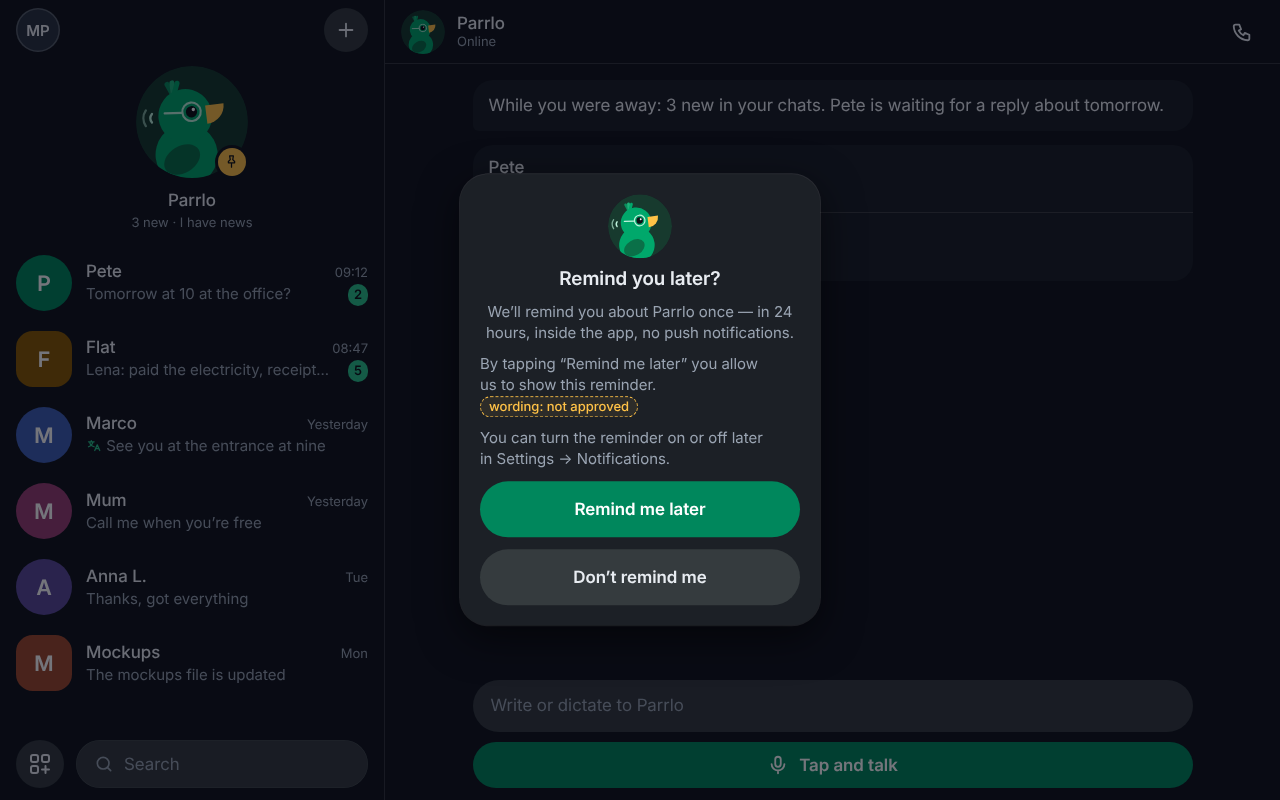 MP
Parrlo
3 new · I have news
P
Pete
09:12
Tomorrow at 10 at the office?
2
F
Flat
08:47
Lena: paid the electricity, receipt…
5
M
Marco
Yesterday
See you at the entrance at nine
M
Mum
Yesterday
Call me when you’re free
A
Anna L.
Tue
Thanks, got everything
M
Mockups
Mon
The mockups file is updated
Search
Parrlo
Online
While you were away: 3 new in your chats. Pete is waiting for a reply about tomorrow.
Pete
Remind you later?
We’ll remind you about Parrlo once — in 24
hours, inside the app, no push notifications.
By tapping “Remind me later” you allow
us to show this reminder.
wording: not approved
You can turn the reminder on or off later
in Settings → Notifications.
Remind me later
Don’t remind me
Write or dictate to Parrlo
Tap and talk